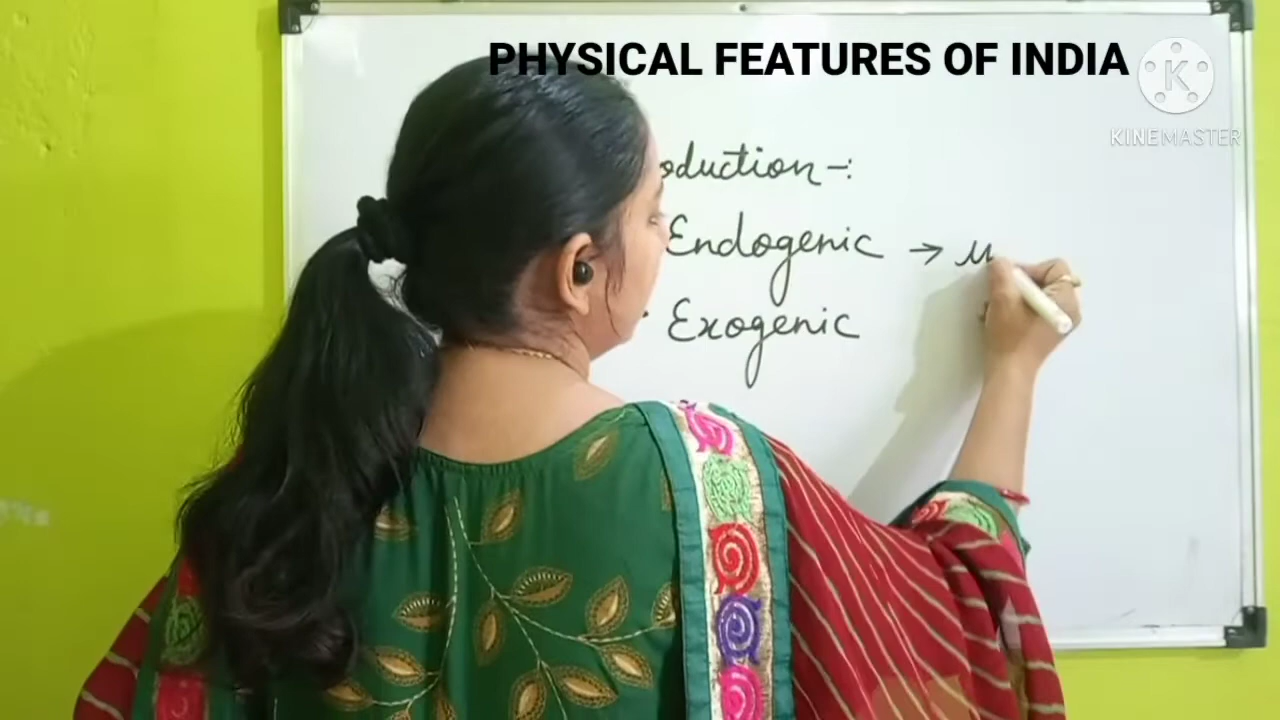 PHYSICAL FEATURES OF INDIA
K
KINEMASTER
oduction -:
Endogenic →
Exogenic